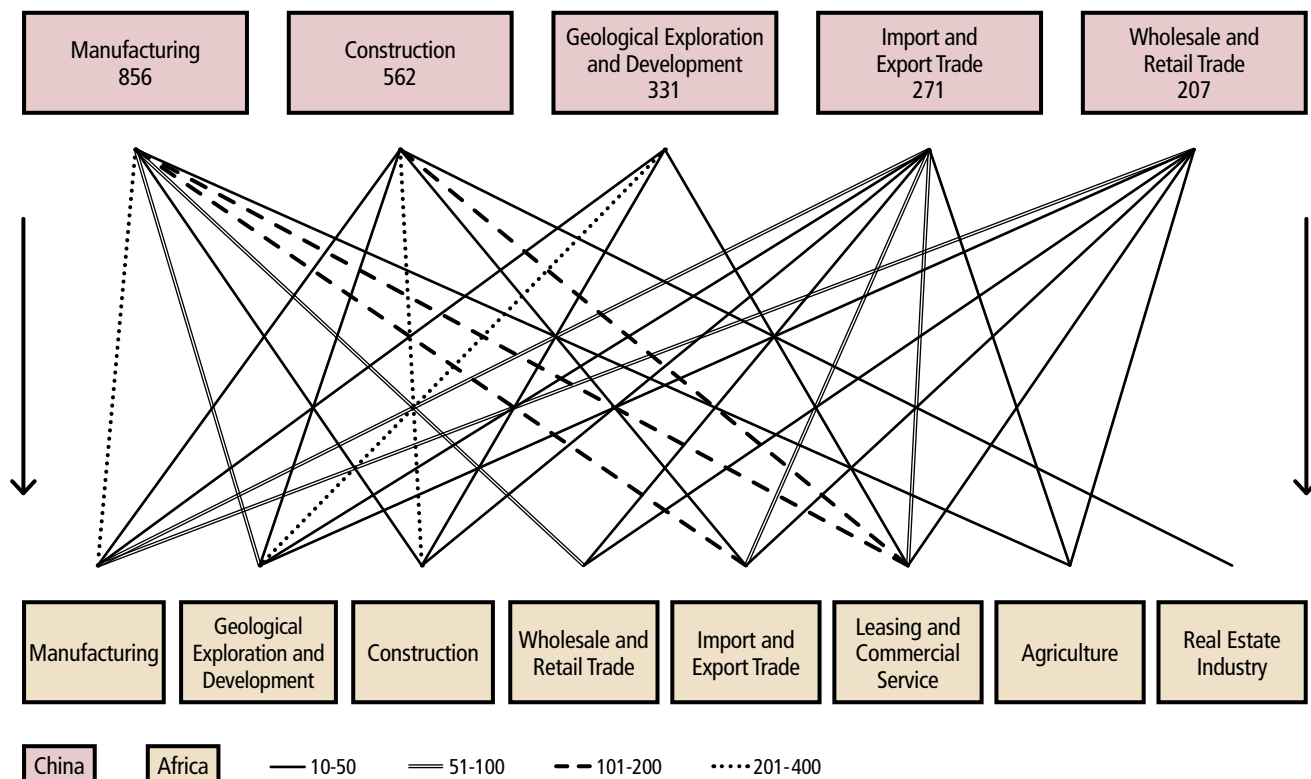 Manufacturing
856
Construction
562
Geological Exploration
and Development
331
Import and
Export Trade
271
Wholesale and
Retail Trade
207
Manufacturing
Geological
Exploration and
Development
Construction
Wholesale and
Retail Trade
Import and
Export Trade
Leasing and
Commercial
Service
Agriculture
Real Estate
Industry
China
Africa
10-50
51-100
101-200
201-400